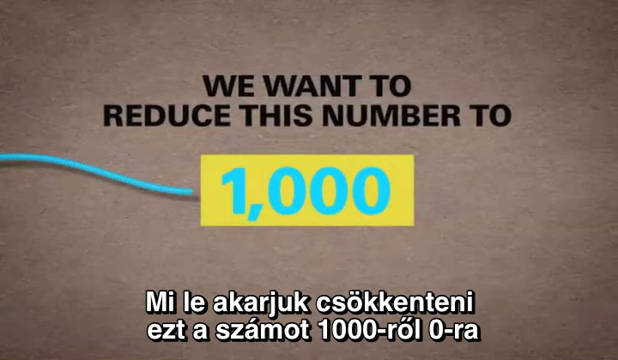 WE WANT TO
REDUCE THIS NUMBER TO
1,000
Mi le akarjuk csökkenteni
ezt a számot 1000-ről 0-ra